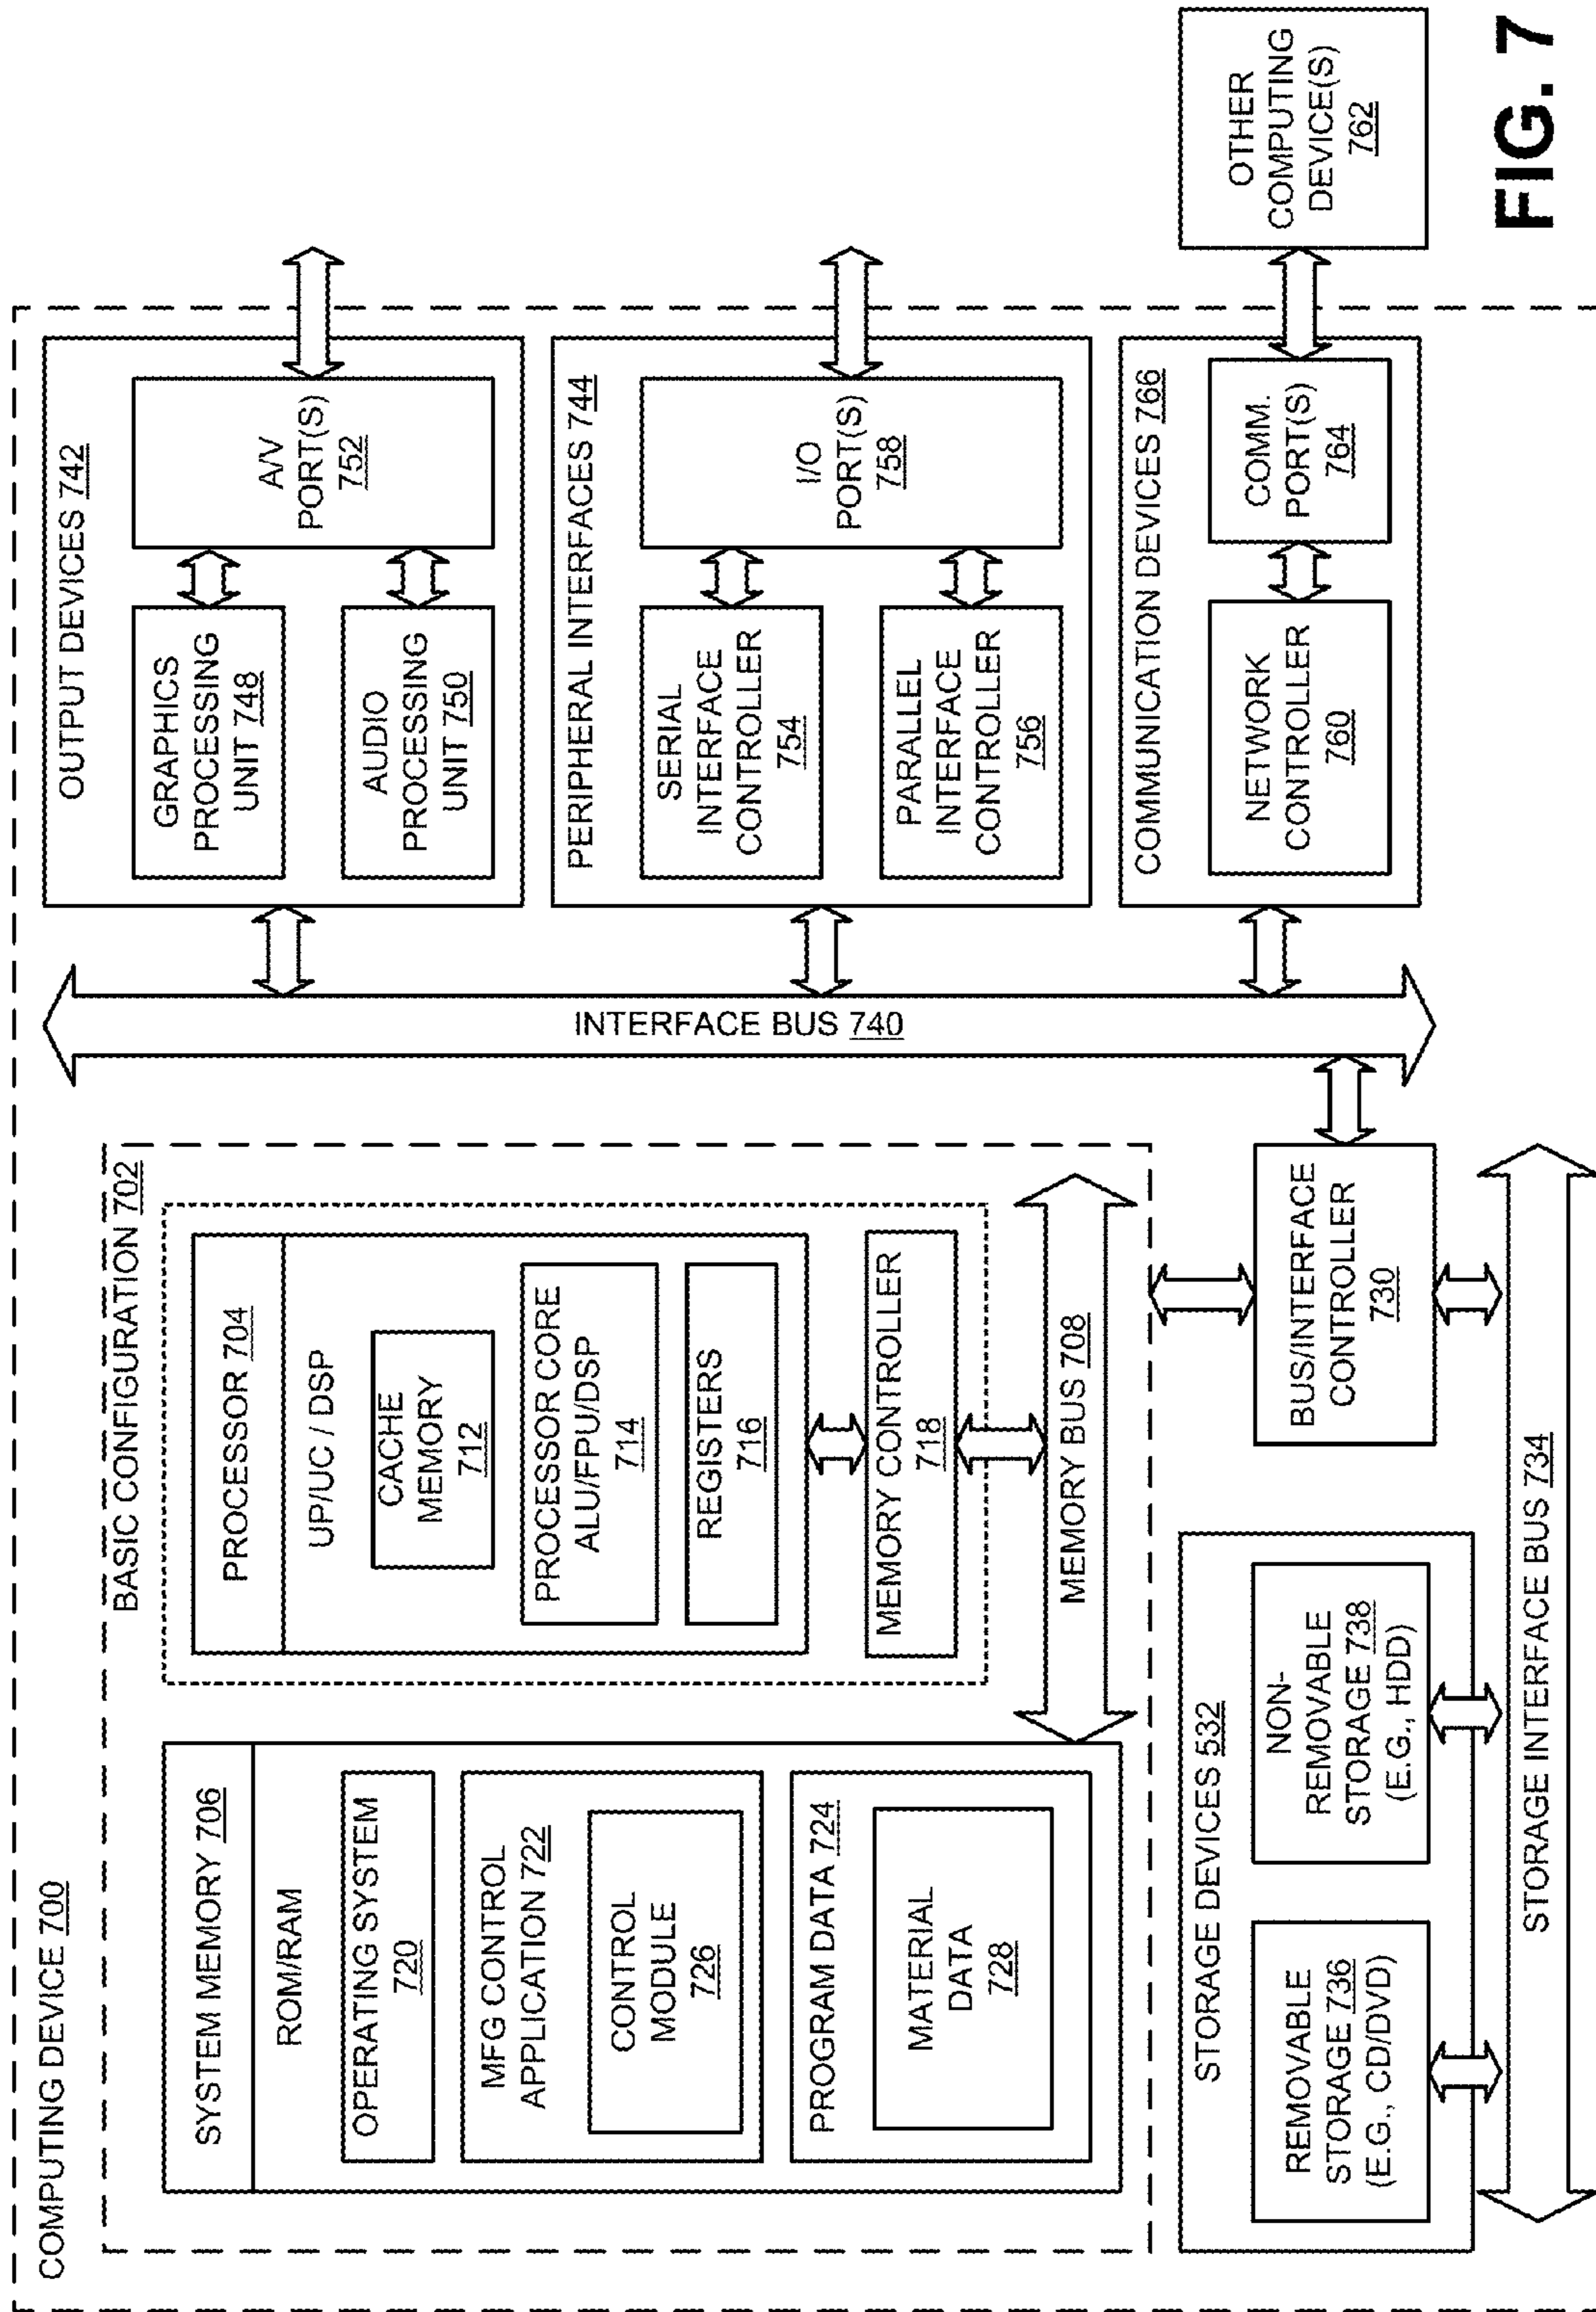 COMPUTING DEVICE 700
BASIC CONFIGURATION 702
SYSTEM MEMORY 706
ROM/RAM
OPERATING SYSTEM
720
MFG CONTROL
APPLICATION 722
CONTROL
MODULE
726
PROGRAM DATA 724
MATERIAL
DATA
728
PROCESSOR 704
UP/UC / DSP
CACHE
MEMORY
712
PROCESSOR CORE
ALU/FPU/DSP
714
REGISTERS
716
MEMORY CONTROLLER
718
MEMORY BUS 708
BUS/INTERFACE
CONTROLLER
730
STORAGE DEVICES 532
REMOVABLE
STORAGE 736
(E.G., CD/DVD)
NON-
REMOVABLE
STORAGE 738
(E.G., HDD)
STORAGE INTERFACE BUS 734
INTERFACE BUS 740
OUTPUT DEVICES 742
GRAPHICS
PROCESSING
UNIT 748
AUDIO
PROCESSING
UNIT 750
A/V
PORT(S)
752
PERIPHERAL INTERFACES 744
SERIAL
INTERFACE
CONTROLLER
754
PARALLEL
INTERFACE
CONTROLLER
756
I/O
PORT(S)
758
COMMUNICATION DEVICES 766
NETWORK
CONTROLLER
760
COMM.
PORT(S)
764
OTHER
COMPUTING
DEVICE(S)
762
FIG. 7